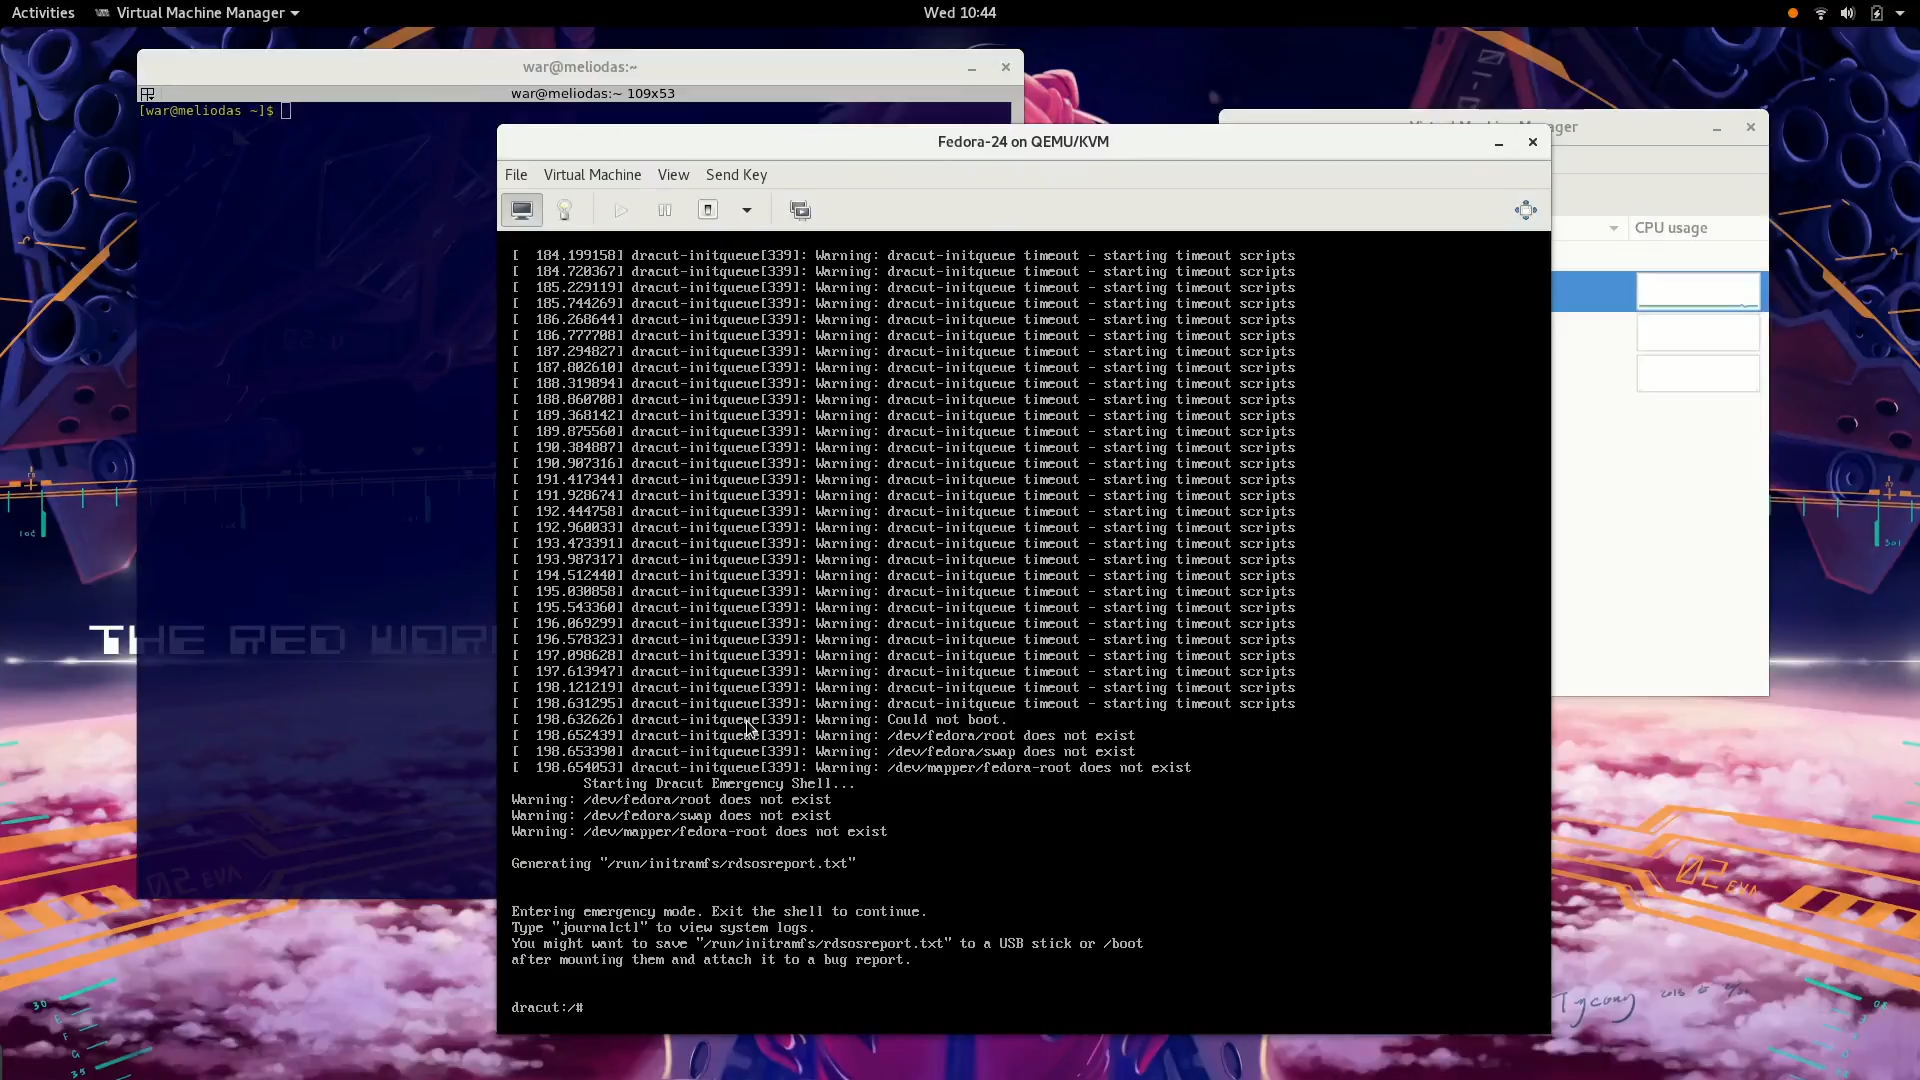 Activities Virtual Machine Manager Wed 10:44
war@meliodas:~
war@meliodas:~ 109x53
[war@meliodas ~]$
CPU usage
Fedora-24 on QEMU/KVM
File Virtual Machine View Send Key
[  184.199158] dracut-initqueue[339]: Warning: dracut-initqueue timeout - starting timeout scripts
[  184.720367] dracut-initqueue[339]: Warning: dracut-initqueue timeout - starting timeout scripts
[  185.229119] dracut-initqueue[339]: Warning: dracut-initqueue timeout - starting timeout scripts
[  185.744269] dracut-initqueue[339]: Warning: dracut-initqueue timeout - starting timeout scripts
[  186.268644] dracut-initqueue[339]: Warning: dracut-initqueue timeout - starting timeout scripts
[  186.777708] dracut-initqueue[339]: Warning: dracut-initqueue timeout - starting timeout scripts
[  187.294827] dracut-initqueue[339]: Warning: dracut-initqueue timeout - starting timeout scripts
[  187.802610] dracut-initqueue[339]: Warning: dracut-initqueue timeout - starting timeout scripts
[  188.319894] dracut-initqueue[339]: Warning: dracut-initqueue timeout - starting timeout scripts
[  188.860708] dracut-initqueue[339]: Warning: dracut-initqueue timeout - starting timeout scripts
[  189.368142] dracut-initqueue[339]: Warning: dracut-initqueue timeout - starting timeout scripts
[  189.875560] dracut-initqueue[339]: Warning: dracut-initqueue timeout - starting timeout scripts
[  190.384887] dracut-initqueue[339]: Warning: dracut-initqueue timeout - starting timeout scripts
[  190.907316] dracut-initqueue[339]: Warning: dracut-initqueue timeout - starting timeout scripts
[  191.417344] dracut-initqueue[339]: Warning: dracut-initqueue timeout - starting timeout scripts
[  191.928674] dracut-initqueue[339]: Warning: dracut-initqueue timeout - starting timeout scripts
[  192.444758] dracut-initqueue[339]: Warning: dracut-initqueue timeout - starting timeout scripts
[  192.960033] dracut-initqueue[339]: Warning: dracut-initqueue timeout - starting timeout scripts
[  193.473391] dracut-initqueue[339]: Warning: dracut-initqueue timeout - starting timeout scripts
[  193.987317] dracut-initqueue[339]: Warning: dracut-initqueue timeout - starting timeout scripts
[  194.512440] dracut-initqueue[339]: Warning: dracut-initqueue timeout - starting timeout scripts
[  195.030858] dracut-initqueue[339]: Warning: dracut-initqueue timeout - starting timeout scripts
[  195.543360] dracut-initqueue[339]: Warning: dracut-initqueue timeout - starting timeout scripts
[  196.069299] dracut-initqueue[339]: Warning: dracut-initqueue timeout - starting timeout scripts
[  196.578323] dracut-initqueue[339]: Warning: dracut-initqueue timeout - starting timeout scripts
[  197.098628] dracut-initqueue[339]: Warning: dracut-initqueue timeout - starting timeout scripts
[  197.613947] dracut-initqueue[339]: Warning: dracut-initqueue timeout - starting timeout scripts
[  198.121219] dracut-initqueue[339]: Warning: dracut-initqueue timeout - starting timeout scripts
[  198.631295] dracut-initqueue[339]: Warning: dracut-initqueue timeout - starting timeout scripts
[  198.632626] dracut-initqueue[339]: Warning: Could not boot.
[  198.652439] dracut-initqueue[339]: Warning: /dev/fedora/root does not exist
[  198.653390] dracut-initqueue[339]: Warning: /dev/fedora/swap does not exist
[  198.654053] dracut-initqueue[339]: Warning: /dev/mapper/fedora-root does not exist
Starting Dracut Emergency Shell...
Warning: /dev/fedora/root does not exist
Warning: /dev/fedora/swap does not exist
Warning: /dev/mapper/fedora-root does not exist
Generating "/run/initramfs/rdsosreport.txt"
Entering emergency mode. Exit the shell to continue.
Type "journalctl" to view system logs.
You might want to save "/run/initramfs/rdsosreport.txt" to a USB stick or /boot
after mounting them and attach it to a bug report.
dracut:/#
THE RED WOR
02 EVA
02 EVA
Tycony